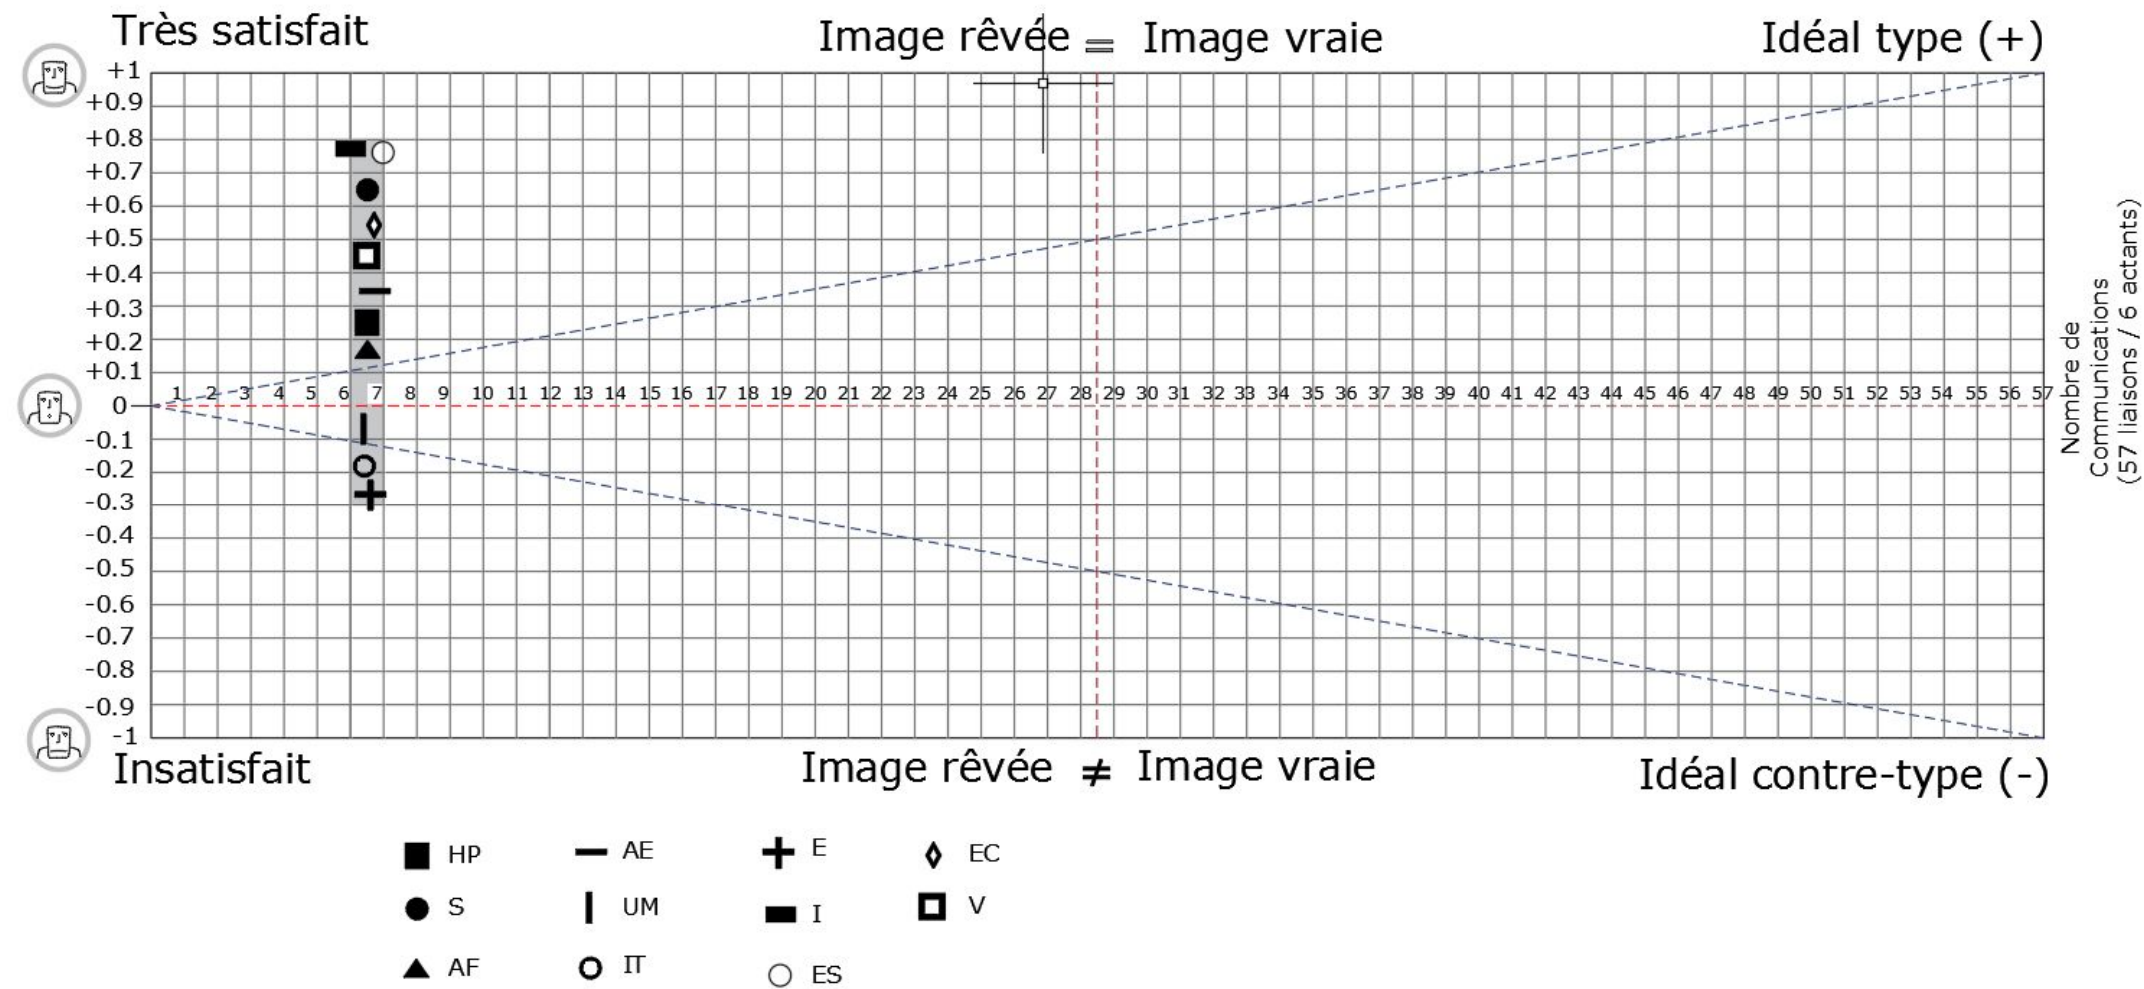 Très satisfait
Image rêvée = Image vraie
Idéal type (+)
+1
+0.9
+0.8
+0.7
+0.6
+0.5
+0.4
+0.3
+0.2
+0.1
1 2 3 4 5 6 7 8 9 10 11 12 13 14 15 16 17 19 20 21 22 23 24 25 26 27 28 29 30 31 32 33 34 35 36 37 38 39 40 41 42 43 44 45 46 47 48 49 50 51 52 53 54 55 56 57
0
-0.1
-0.2
-0.3
-0.4
-0.5
-0.6
-0.7
-0.8
-0.9
-1
Nombre de
Communications
(57 liaisons / 6 actants)
Insatisfait
Image rêvée ≠ Image vraie
Idéal contre-type (-)
HP AE E EC
S UM I V
AF IT ES